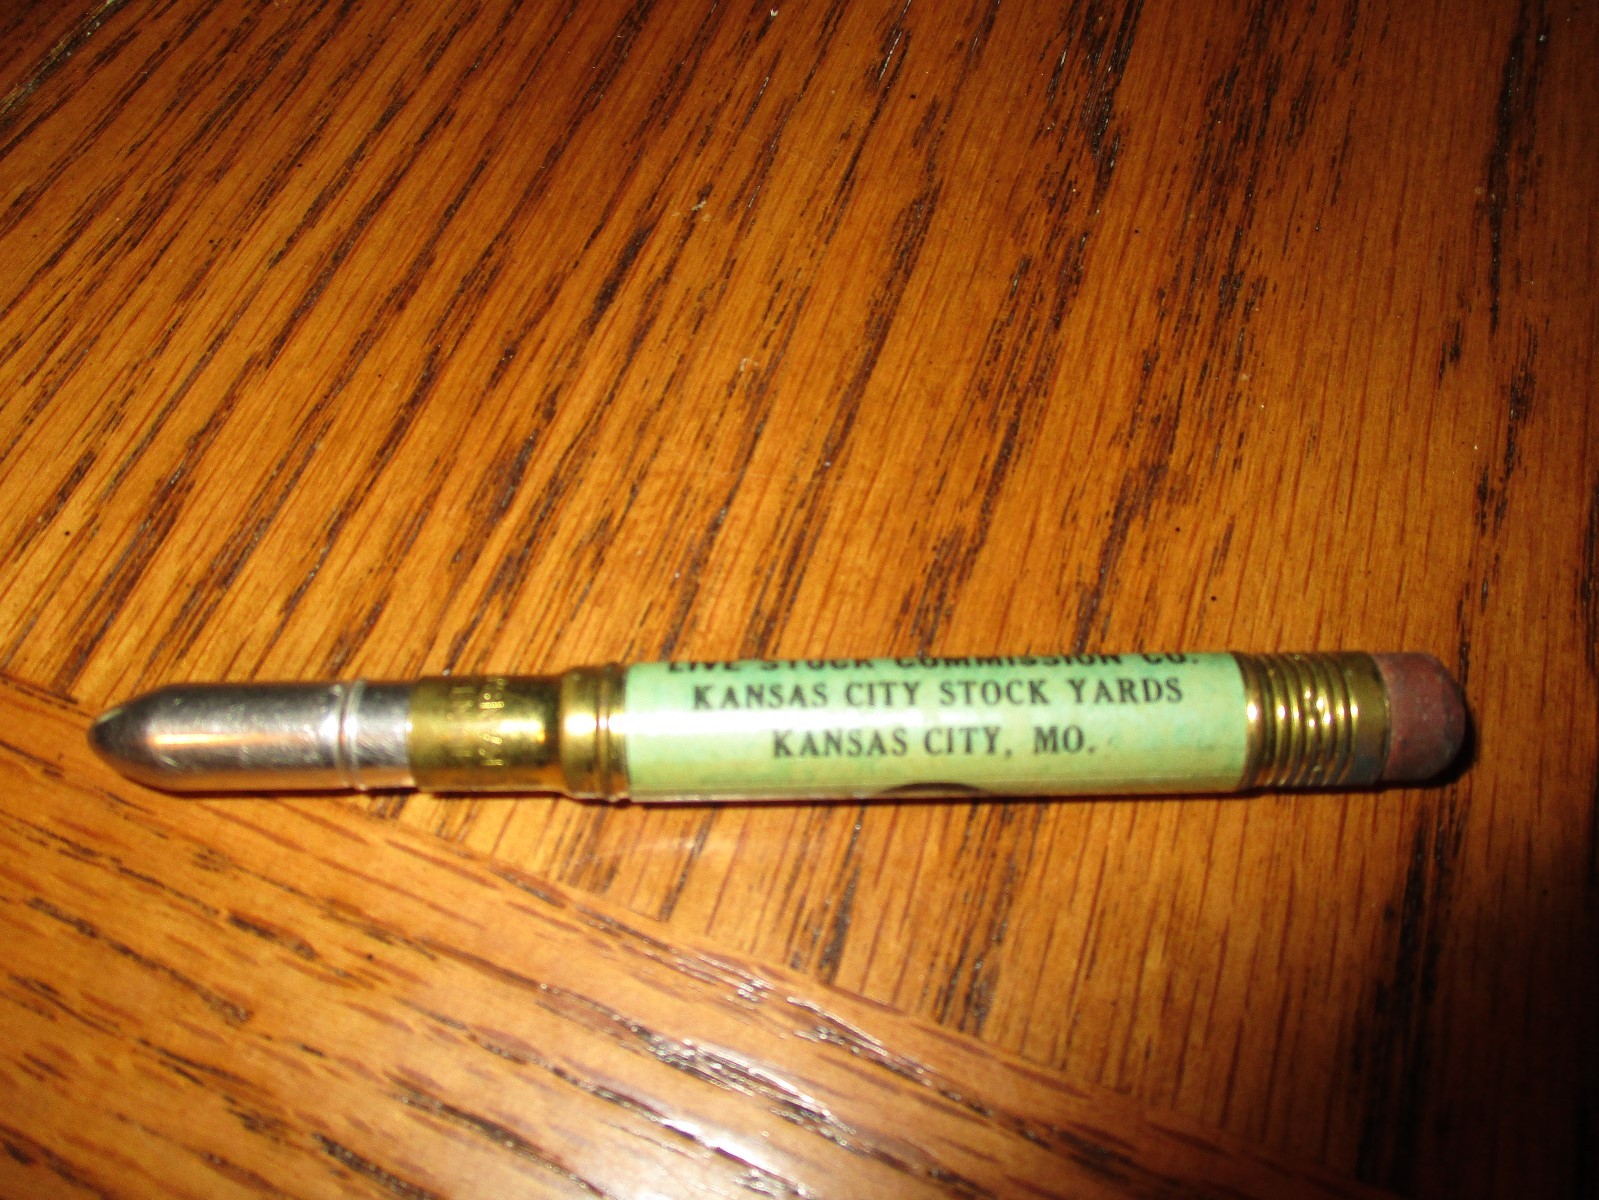 LIVE STOCK COMMISSION CO.
KANSAS CITY STOCK YARDS
KANSAS CITY, MO.